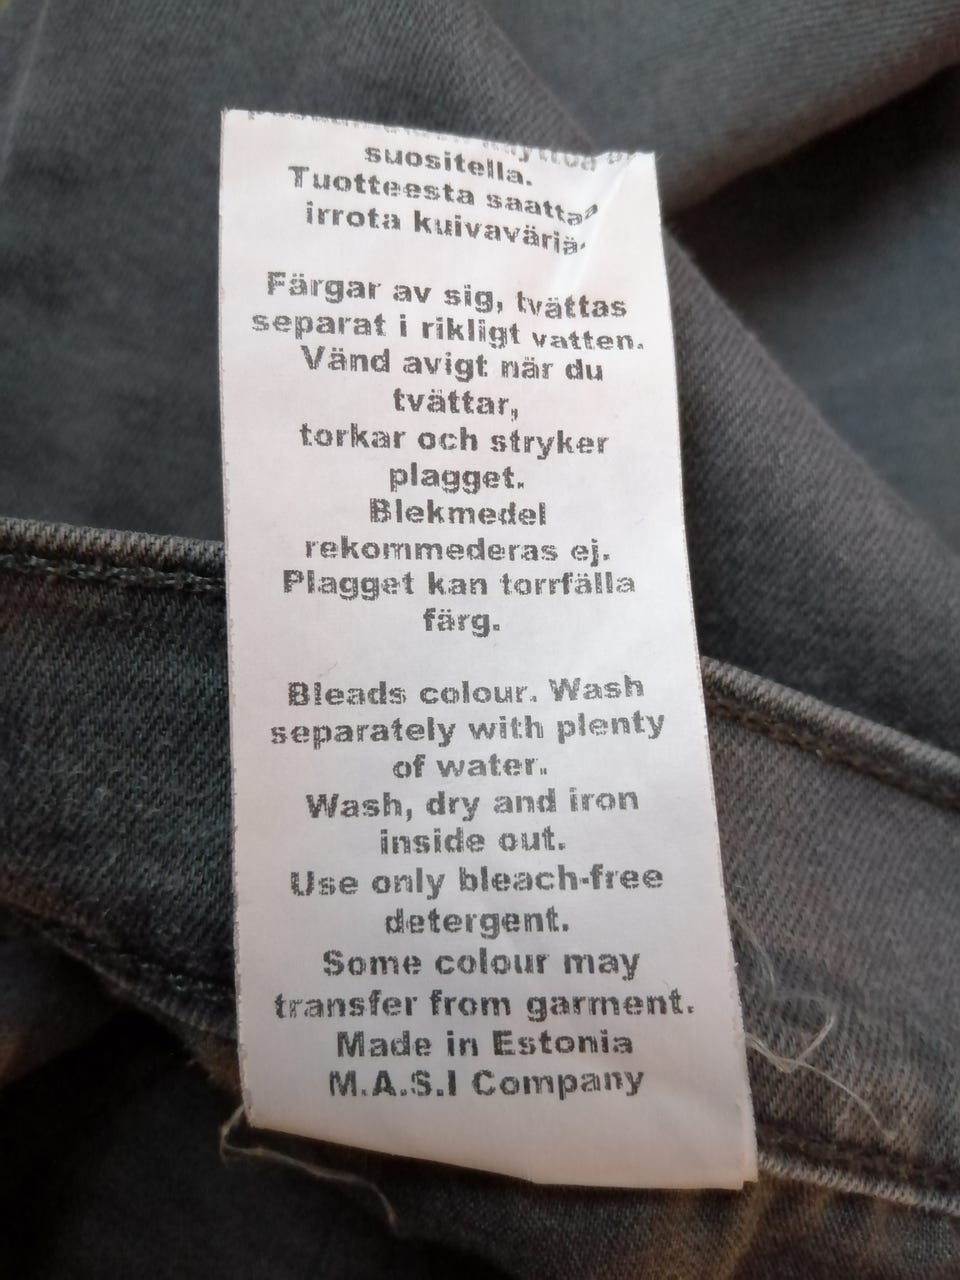 suositella.
Tuotteesta saattaa
irrota kuivaväriä.
Färgar av sig, tvättas
separat i rikligt vatten.
Vänd avigt när du
tvättar,
torkar och stryker
plagget.
Blekmedel
rekommederas ej.
Plagget kan torrfälla
färg.
Bleads colour. Wash
separately with plenty
of water.
Wash, dry and iron
inside out.
Use only bleach-free
detergent.
Some colour may
transfer from garment.
Made in Estonia
M.A.S.I Company